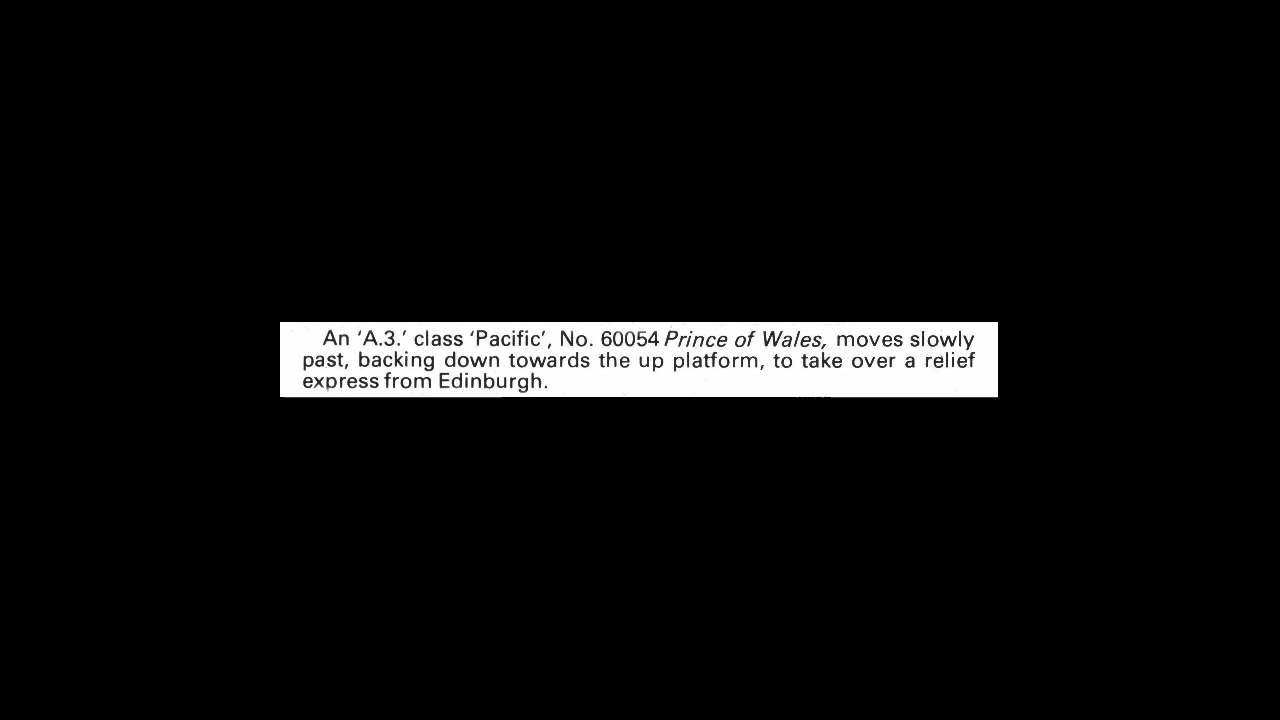 An 'A.3.' class 'Pacific', No. 60054 Prince of Wales, moves slowly
past, backing down towards the up platform, to take over a relief
express from Edinburgh.